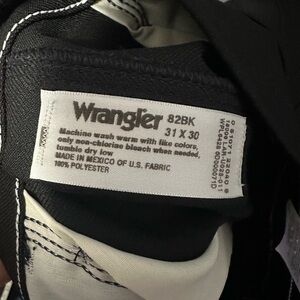 Wrangler 82BK
31 X 30
Machine wash warm with like colors,
only non-chlorine bleach when needed,
tumble dry low
MADE IN MEXICO OF U.S. FABRIC
100% POLYESTER